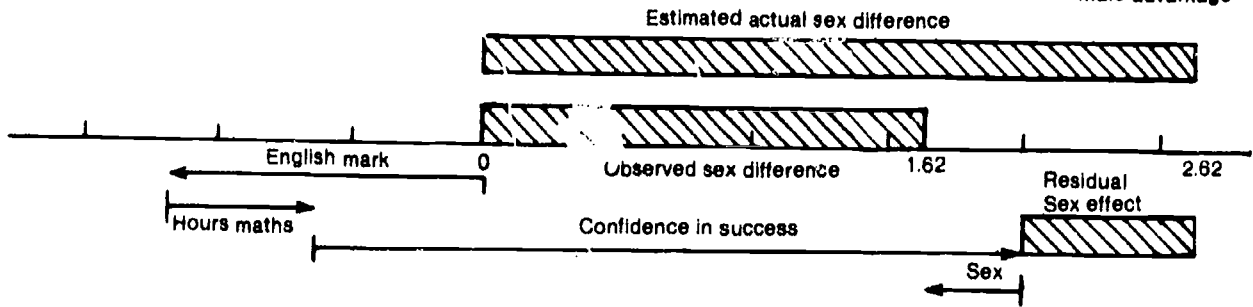 Estimated actual sex difference
English mark
0
Observed sex difference
1.62
2.62
Hours maths
Confidence in success
Residual
Sex effect
Sex